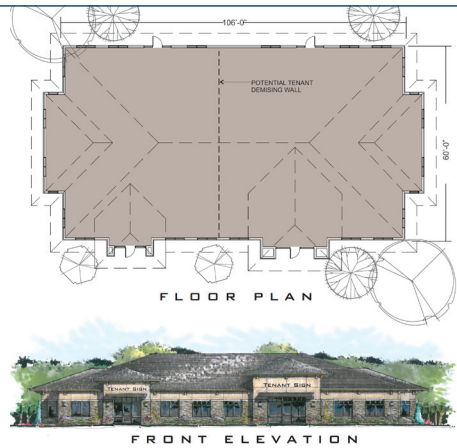 106'-0"
POTENTIAL TENANT
DEMISING WALL
60'-0"
FLOOR PLAN
TENANT SIGN
TENANT SIGN
FRONT ELEVATION